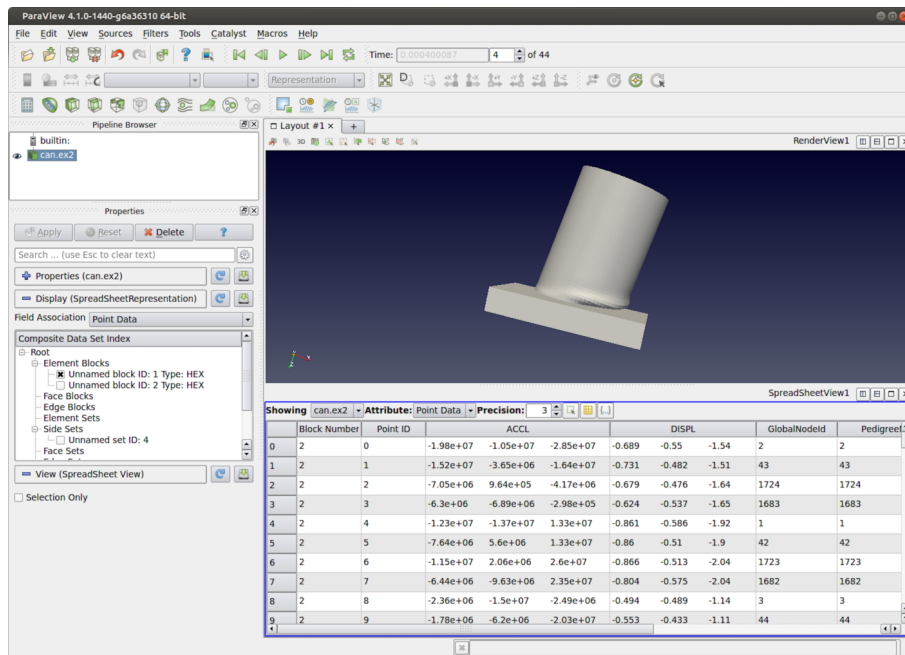 ParaView 4.1.0-1440-g6a36310 64-bit
File Edit View Sources Filters Tools Catalyst Macros Help
Time: 0.000400087 4 of 44
Representation
Pipeline Browser
builtin:
can.ex2
Properties
Apply Reset Delete ?
Search ... (use Esc to clear text)
Properties (can.ex2)
Display (SpreadSheetRepresentation)
Field Association Point Data
Composite Data Set Index
Root
Element Blocks
Unnamed block ID: 1 Type: HEX
Unnamed block ID: 2 Type: HEX
Face Blocks
Edge Blocks
Element Sets
Side Sets
Unnamed set ID: 4
Face Sets
View (SpreadSheet View)
Selection Only
Layout #1 × +
3D RenderView1
SpreadSheetView1
Showing can.ex2 Attribute: Point Data Precision: 3 {...}
Block Number Point ID ACCL DISPL GlobalNodeId
0 2 0 -1.98e+07 -1.05e+07 -2.85e+07 -0.689 -0.55 -1.54 2 2
1 2 1 -1.52e+07 -3.65e+06 -1.64e+07 -0.731 -0.482 -1.51 43 43
2 2 2 -7.05e+06 9.64e+05 -4.17e+06 -0.679 -0.476 -1.64 1724 1724
3 2 3 -6.3e+06 -6.89e+06 -2.98e+05 -0.624 -0.537 -1.65 1683 1683
4 2 4 -1.23e+07 -1.37e+07 1.33e+07 -0.861 -0.586 -1.92 1 1
5 2 5 -7.64e+06 5.6e+06 1.33e+07 -0.86 -0.51 -1.9 42 42
6 2 6 -1.15e+07 2.06e+06 2.6e+07 -0.866 -0.513 -2.04 1723 1723
7 2 7 -6.44e+06 -9.63e+06 2.35e+07 -0.804 -0.575 -2.04 1682 1682
8 2 8 -2.36e+06 -1.5e+07 -2.49e+06 -0.494 -0.489 -1.14 3 3
9 2 9 -1.78e+06 -6.2e+06 -2.03e+07 -0.553 -0.433 -1.11 44 44